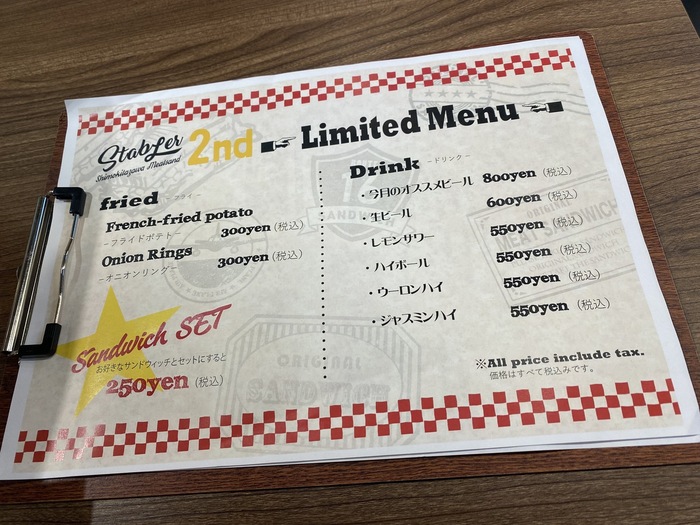 Stabler
Shimokitazawa Meatsand
2nd Limited Menu
fried -フライ-
French-fried potato
-フライドポテト- 300yen (税込)
Onion Rings
-オニオンリング- 300yen (税込)
Sandwich SET
お好きなサンドウィッチとセットにすると
250yen (税込)
Drink -ドリンク-
・今月のオススメビール 800yen (税込)
・生ビール 600yen (税込)
・レモンサワー 550yen (税込)
・ハイボール 550yen (税込)
・ウーロンハイ 550yen (税込)
・ジャスミンハイ 550yen (税込)
※All price include tax.
価格はすべて税込みです。
ORIGINAL
SANDWICH
ORIGINAL
MEAT SANDWICH